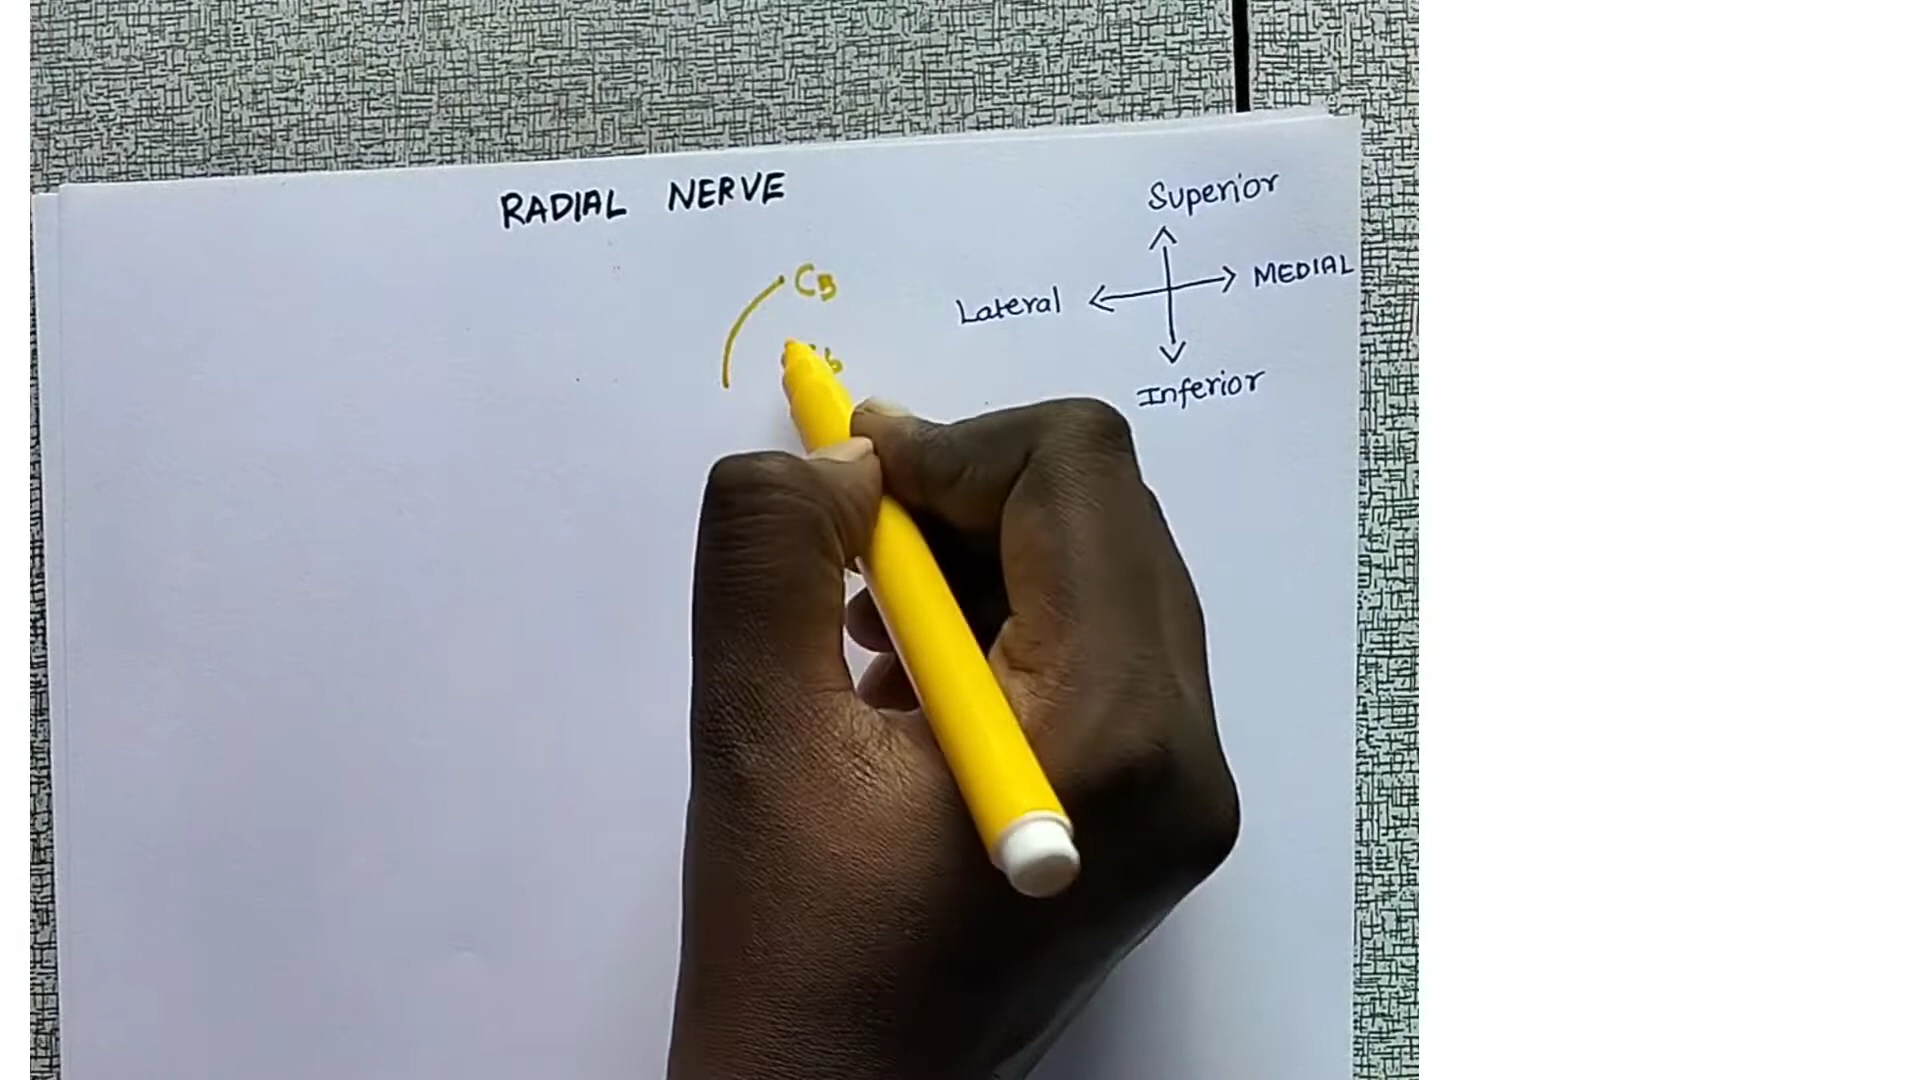 RADIAL NERVE
Superior
MEDIAL
Lateral
Inferior
C5